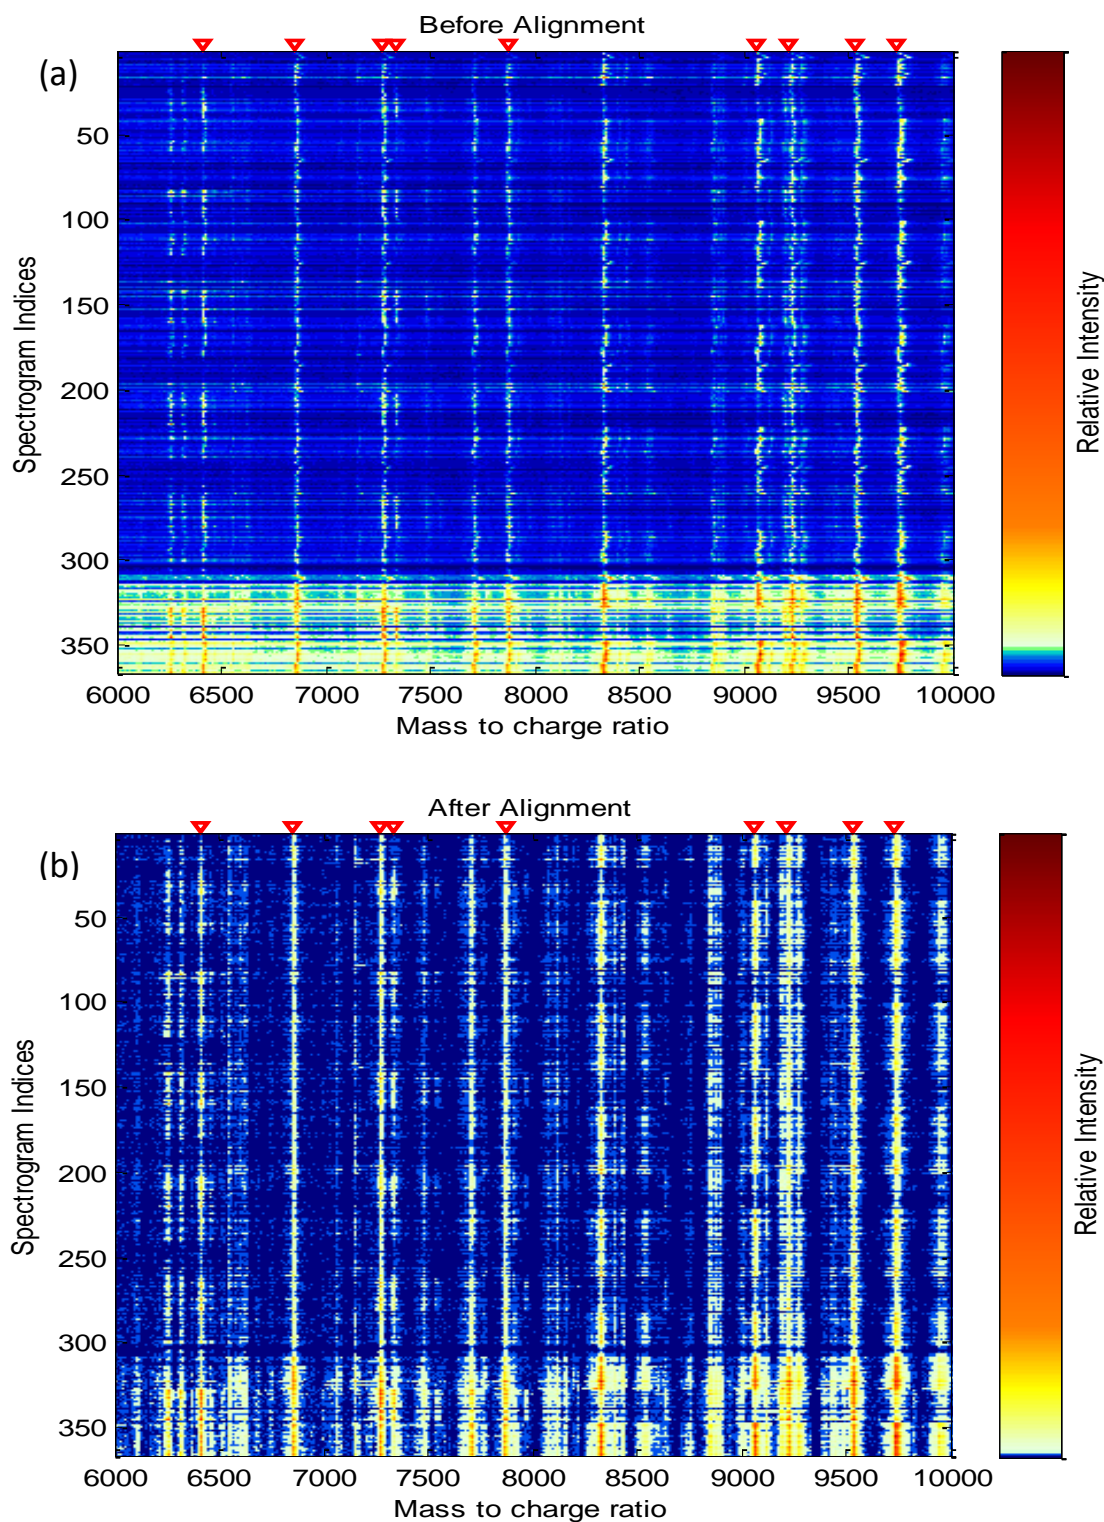 Before Alignment
(a)
50
100
150
200
250
300
350
Spectrogram Indices
6000 6500 7000 7500 8000 8500 9000 9500 10000
Mass to charge ratio
Relative Intensity
After Alignment
(b)
50
100
150
200
250
300
350
Spectrogram Indices
6000 6500 7000 7500 8000 8500 9000 9500 10000
Mass to charge ratio
Relative Intensity